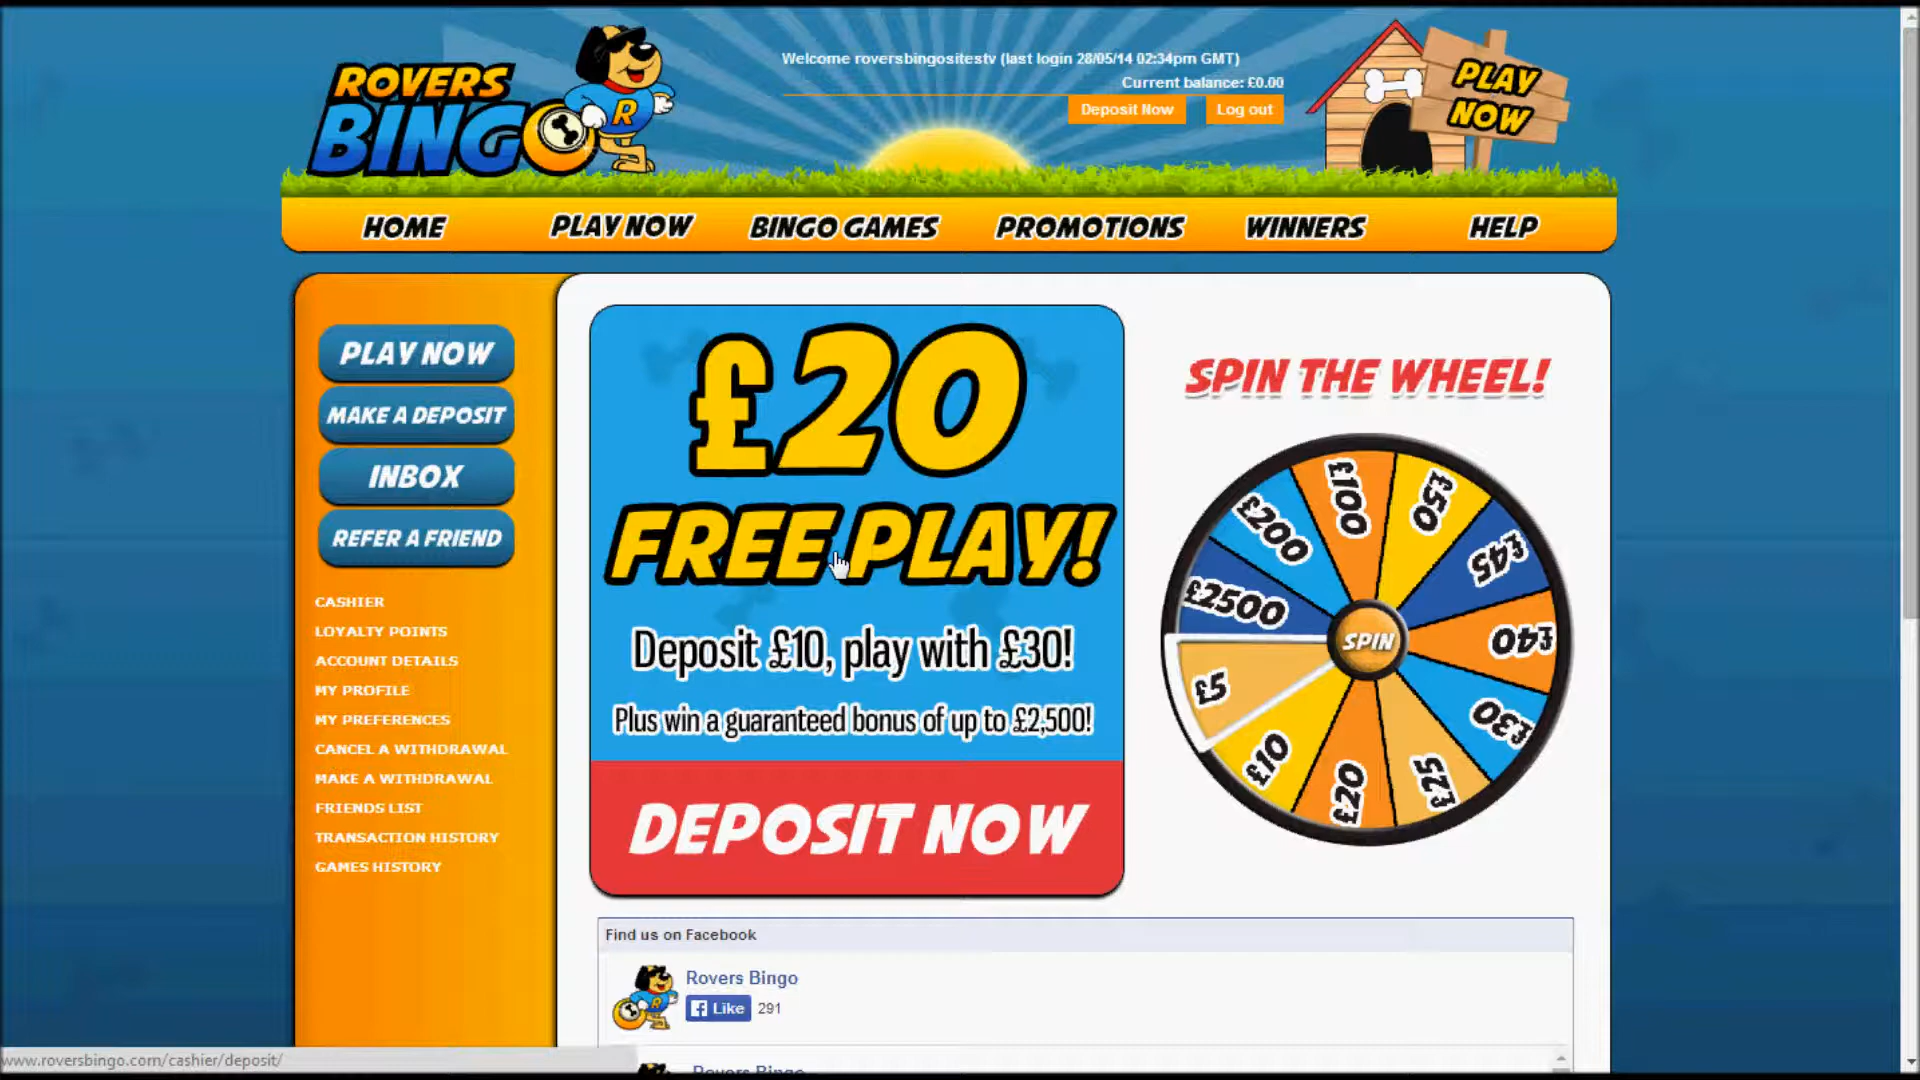 ROVERS
BINGO
R
Welcome roversbingositestv (last login 28/05/14 02:34pm GMT)
Current balance: £0.00
Deposit Now
Log out
PLAY
NOW
HOME
PLAY NOW
BINGO GAMES
PROMOTIONS
WINNERS
HELP
PLAY NOW
MAKE A DEPOSIT
INBOX
REFER A FRIEND
CASHIER
LOYALTY POINTS
ACCOUNT DETAILS
MY PROFILE
MY PREFERENCES
CANCEL A WITHDRAWAL
MAKE A WITHDRAWAL
FRIENDS LIST
TRANSACTION HISTORY
GAMES HISTORY
£20
FREE PLAY!
Deposit £10, play with £30!
Plus win a guaranteed bonus of up to £2,500!
DEPOSIT NOW
SPIN THE WHEEL!
£100
£50
£200
£45
£2500
SPIN
£40
£5
£30
£10
£20
£25
Find us on Facebook
Rovers Bingo
Like
291
Rovers Bingo
www.roversbingo.com/cashier/deposit/